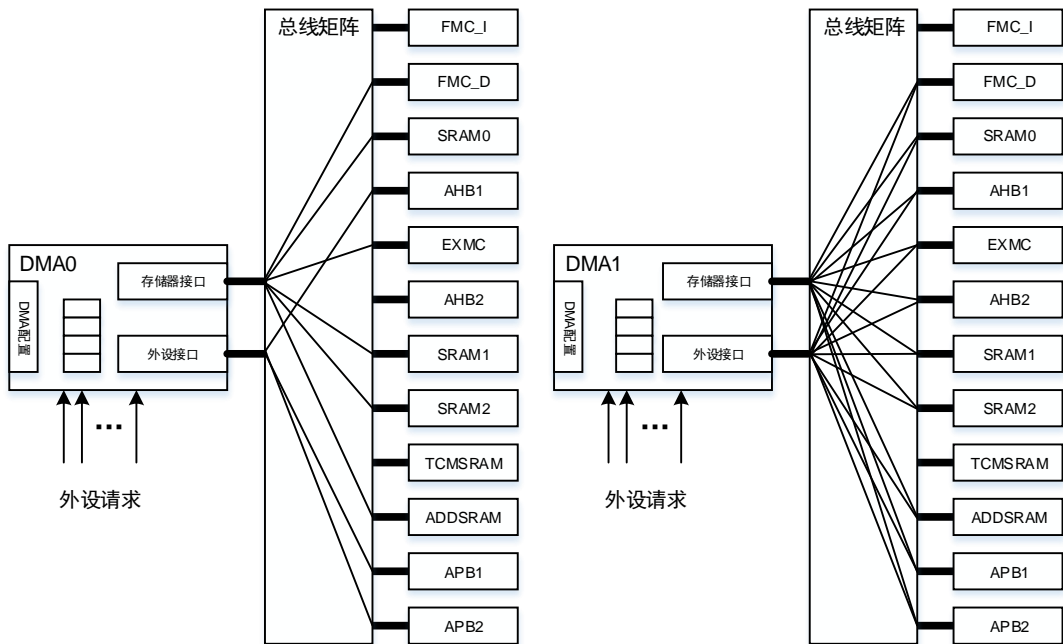 总线矩阵
FMC_I
FMC_D
SRAM0
AHB1
EXMC
AHB2
SRAM1
SRAM2
TCMSRAM
ADDSRAM
APB1
APB2
DMA0
DMA配置
存储器接口
外设接口
...
外设请求
总线矩阵
FMC_I
FMC_D
SRAM0
AHB1
EXMC
AHB2
SRAM1
SRAM2
TCMSRAM
ADDSRAM
APB1
APB2
DMA1
DMA配置
存储器接口
外设接口
...
外设请求